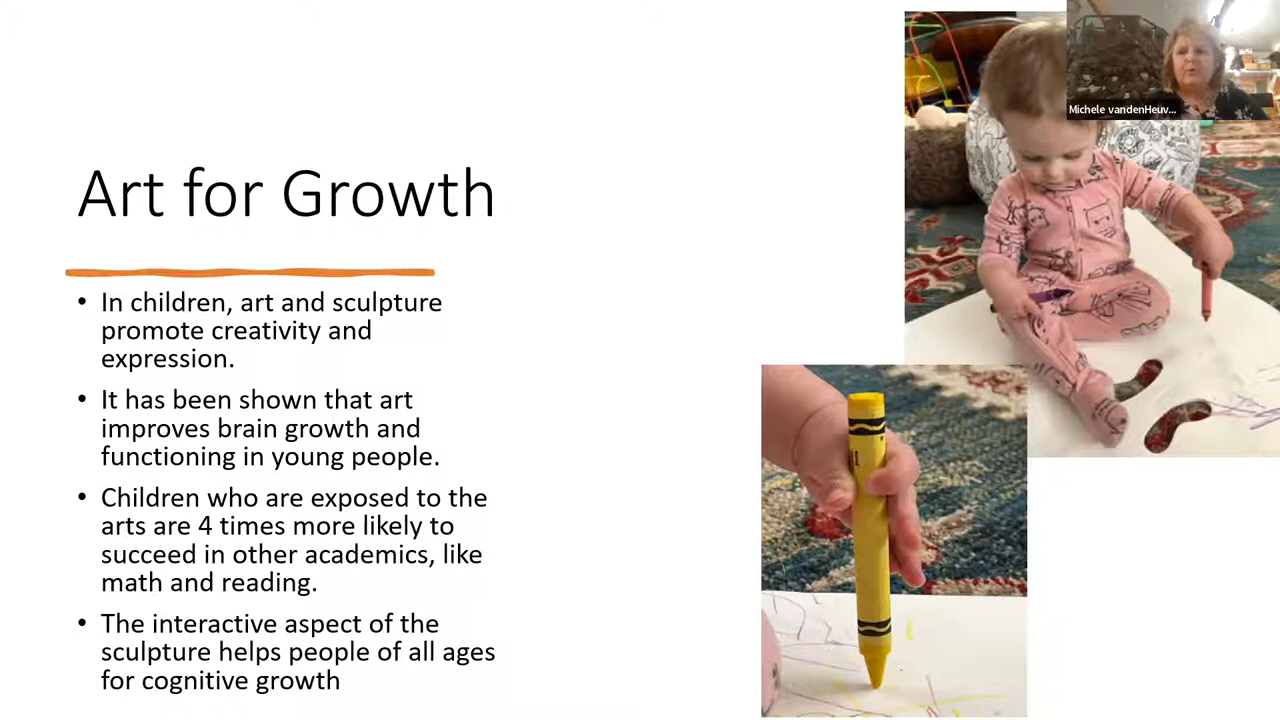 Michele vandenHeuv...
Art for Growth
• In children, art and sculpture
promote creativity and
expression.
• It has been shown that art
improves brain growth and
functioning in young people.
• Children who are exposed to the
arts are 4 times more likely to
succeed in other academics, like
math and reading.
• The interactive aspect of the
sculpture helps people of all ages
for cognitive growth